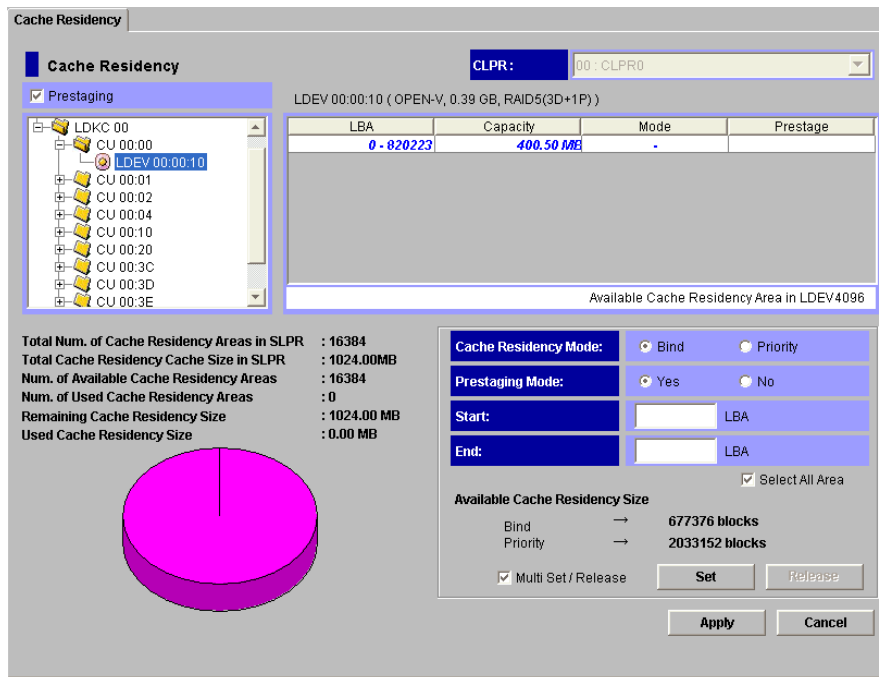 Cache Residency
Cache Residency
CLPR :
00 : CLPR0
Prestaging
LDEV 00:00:10 ( OPEN-V, 0.39 GB, RAID5(3D+1P) )
LDKC 00
CU 00:00
LDEV 00:00:10
CU 00:01
CU 00:02
CU 00:04
CU 00:10
CU 00:20
CU 00:3C
CU 00:3D
CU 00:3E
LBA Capacity Mode Prestage
0 - 820223 400.50 MB -
Available Cache Residency Area in LDEV4096
Total Num. of Cache Residency Areas in SLPR : 16384
Total Cache Residency Cache Size in SLPR : 1024.00MB
Num. of Available Cache Residency Areas : 16384
Num. of Used Cache Residency Areas : 0
Remaining Cache Residency Size : 1024.00 MB
Used Cache Residency Size : 0.00 MB
Cache Residency Mode: Bind Priority
Prestaging Mode: Yes No
Start: LBA
End: LBA
Select All Area
Available Cache Residency Size
Bind → 677376 blocks
Priority → 2033152 blocks
Multi Set / Release Set Release
Apply Cancel